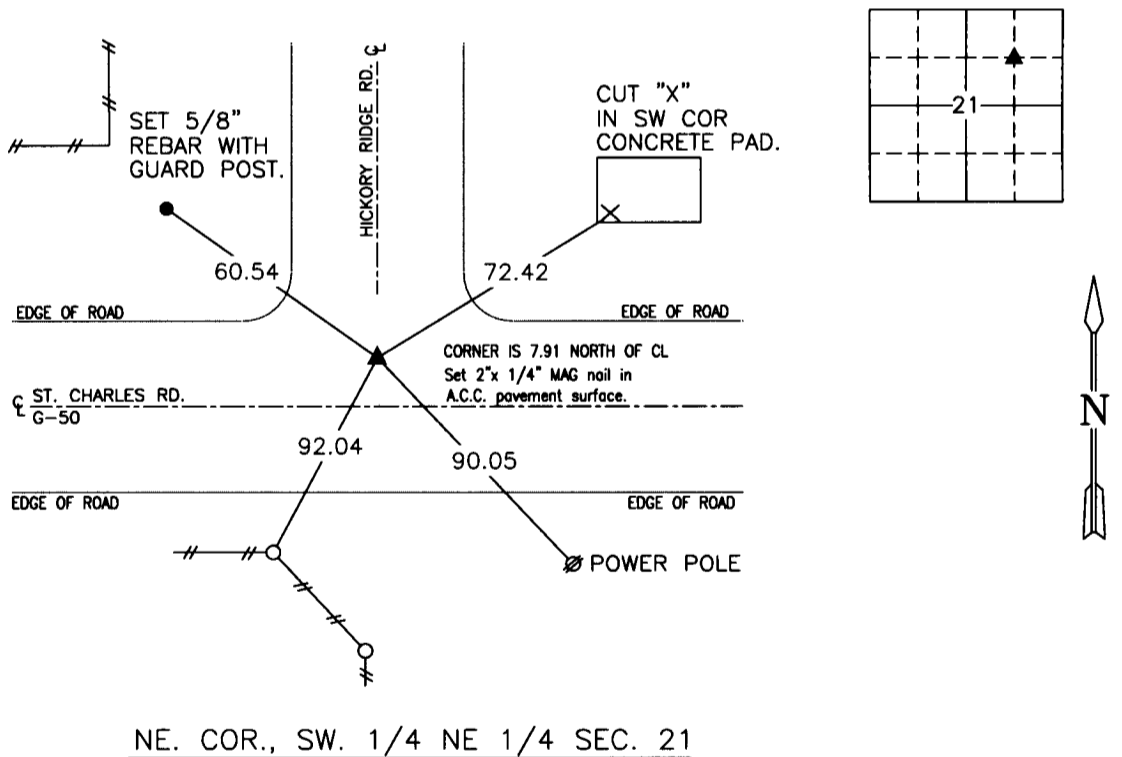 HICKORY RIDGE RD. ℄
SET 5/8"
REBAR WITH
GUARD POST.
CUT "X"
IN SW COR
CONCRETE PAD.
21
60.54
72.42
EDGE OF ROAD
EDGE OF ROAD
CORNER IS 7.91 NORTH OF CL
Set 2"x 1/4" MAG nail in
A.C.C. pavement surface.
℄ ST. CHARLES RD.
G-50
N
92.04
90.05
EDGE OF ROAD
EDGE OF ROAD
POWER POLE
NE. COR., SW. 1/4 NE 1/4 SEC. 21